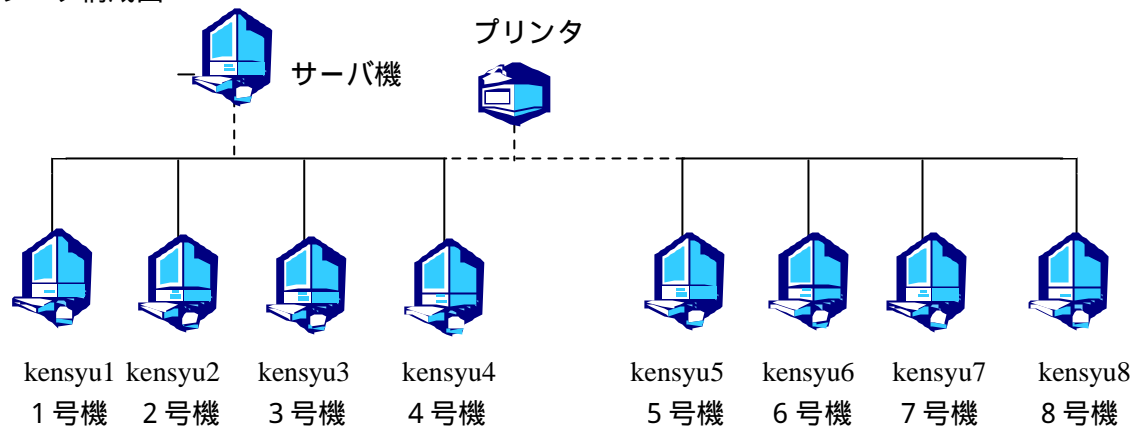 プリンタ
サーバ機
kensyu1 kensyu2 kensyu3 kensyu4 kensyu5 kensyu6 kensyu7 kensyu8
1号機 2号機 3号機 4号機 5号機 6号機 7号機 8号機